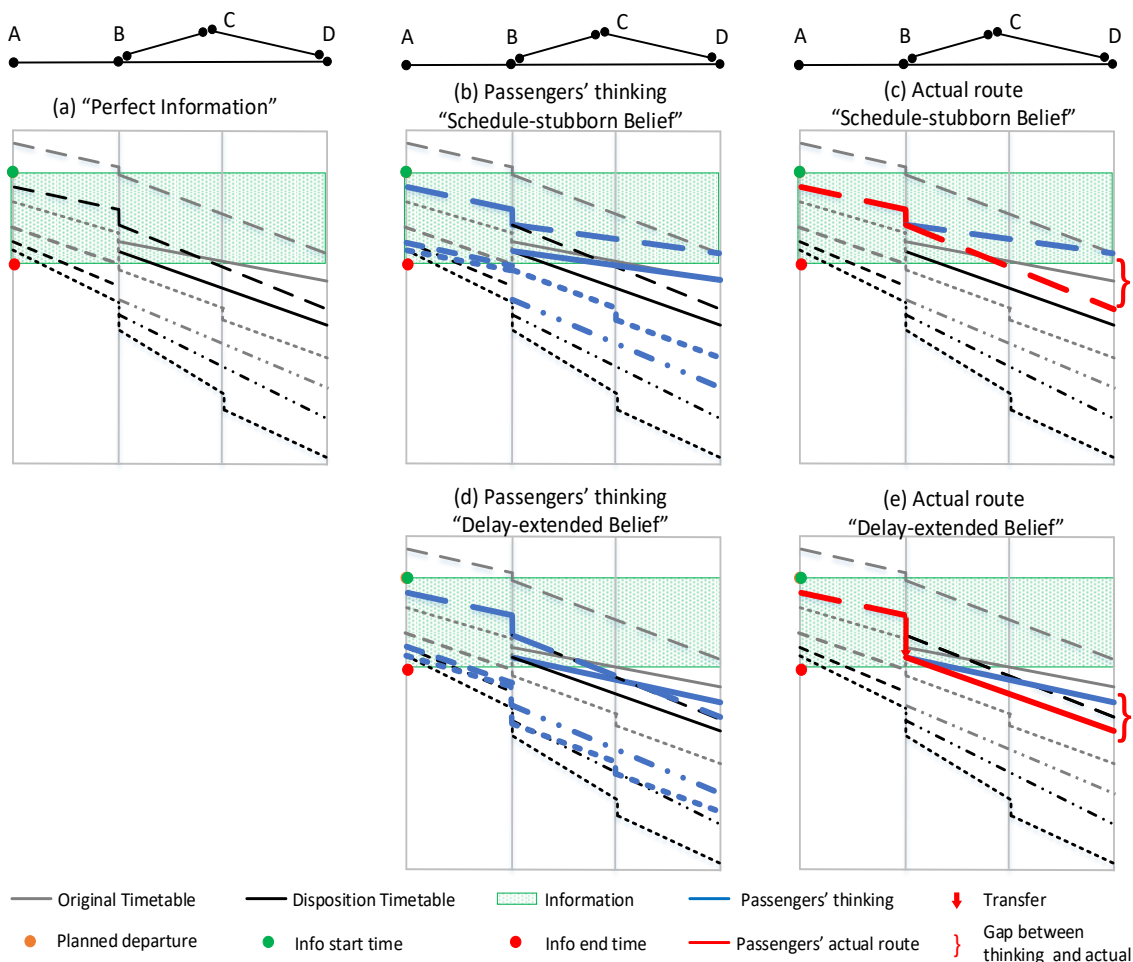 A B C D
A B C D
A B C D
(a) "Perfect Information"
(b) Passengers' thinking
"Schedule-stubborn Belief"
(c) Actual route
"Schedule-stubborn Belief"
(d) Passengers' thinking
"Delay-extended Belief"
(e) Actual route
"Delay-extended Belief"
Original Timetable
Disposition Timetable
Information
Passengers' thinking
Transfer
Planned departure
Info start time
Info end time
Passengers' actual route
Gap between
thinking and actual